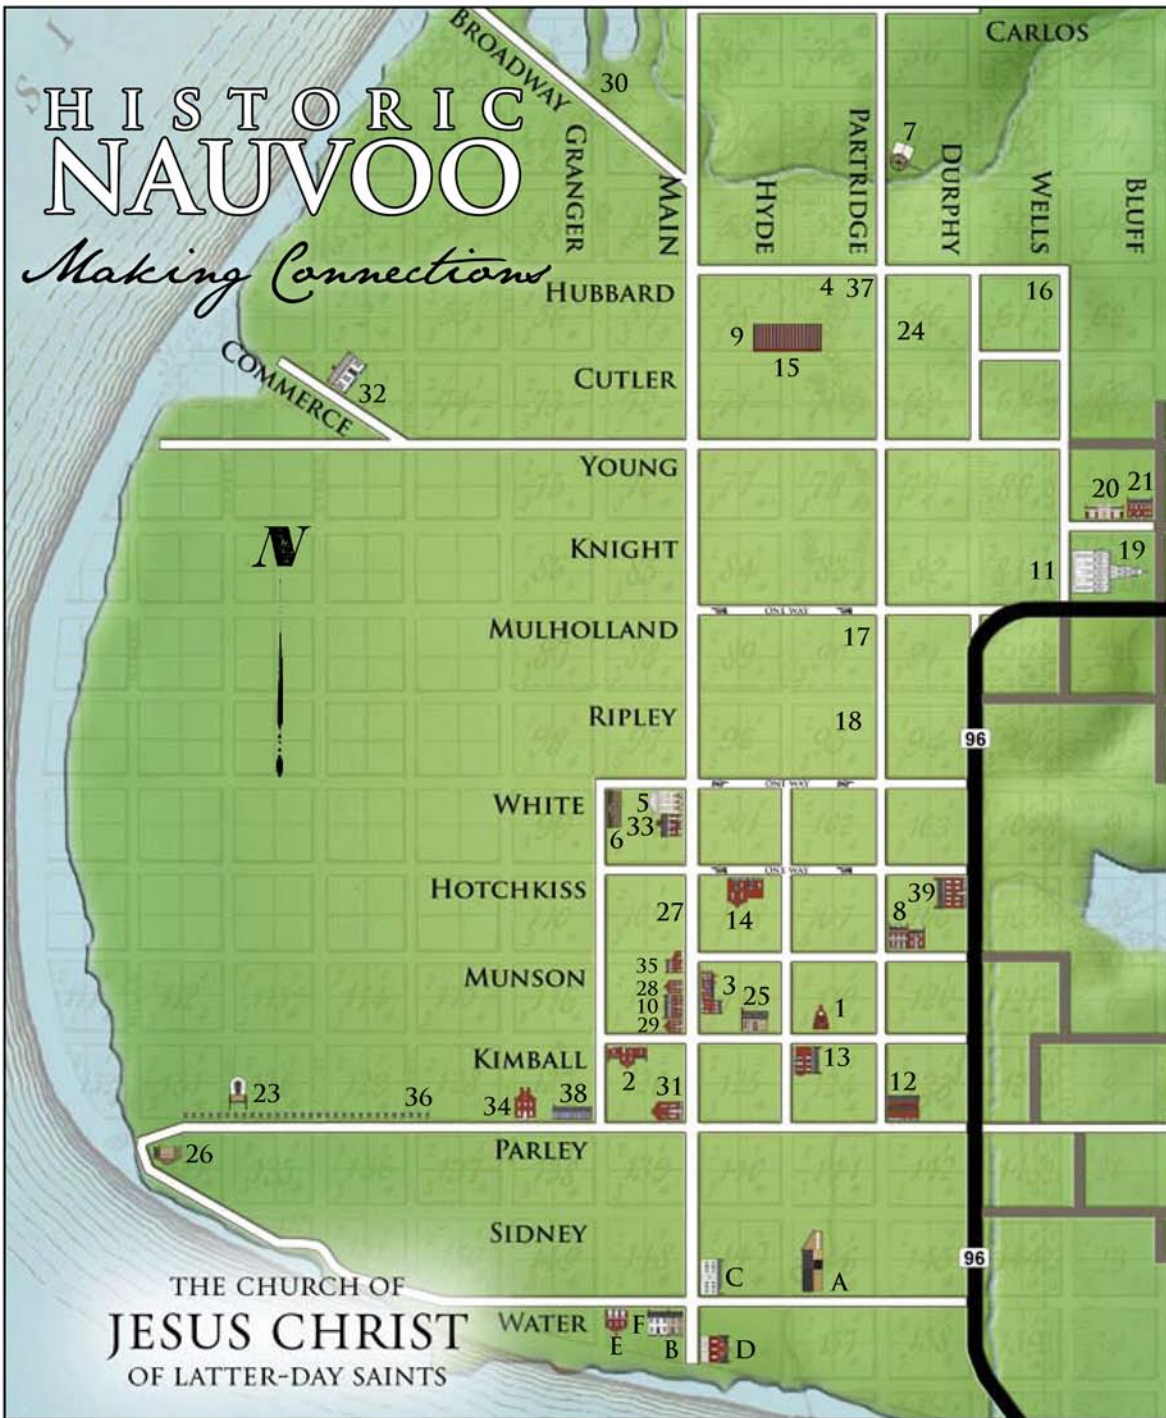 BROADWAY
CARLOS
S I
30
HISTORIC
NAUVOO
Making Connections
GRANGER
MAIN
HYDE
PARTRIDGE
7
DURPHY
WELLS
BLUFF
HUBBARD
4 37
16
9
24
15
COMMERCE
32
CUTLER
YOUNG
20 21
N
KNIGHT
11
19
ONE WAY
MULHOLLAND
17
RIPLEY
18
96
ONE WAY
WHITE
5
33
6
ONE WAY
HOTCHKISS
27
14
39
8
MUNSON
35
28
10
29
3
25
1
KIMBALL
2
31
13
12
23
36
34
38
26
PARLEY
SIDNEY
96
C
A
WATER
E
F
B
D
THE CHURCH OF
JESUS CHRIST
OF LATTER-DAY SAINTS